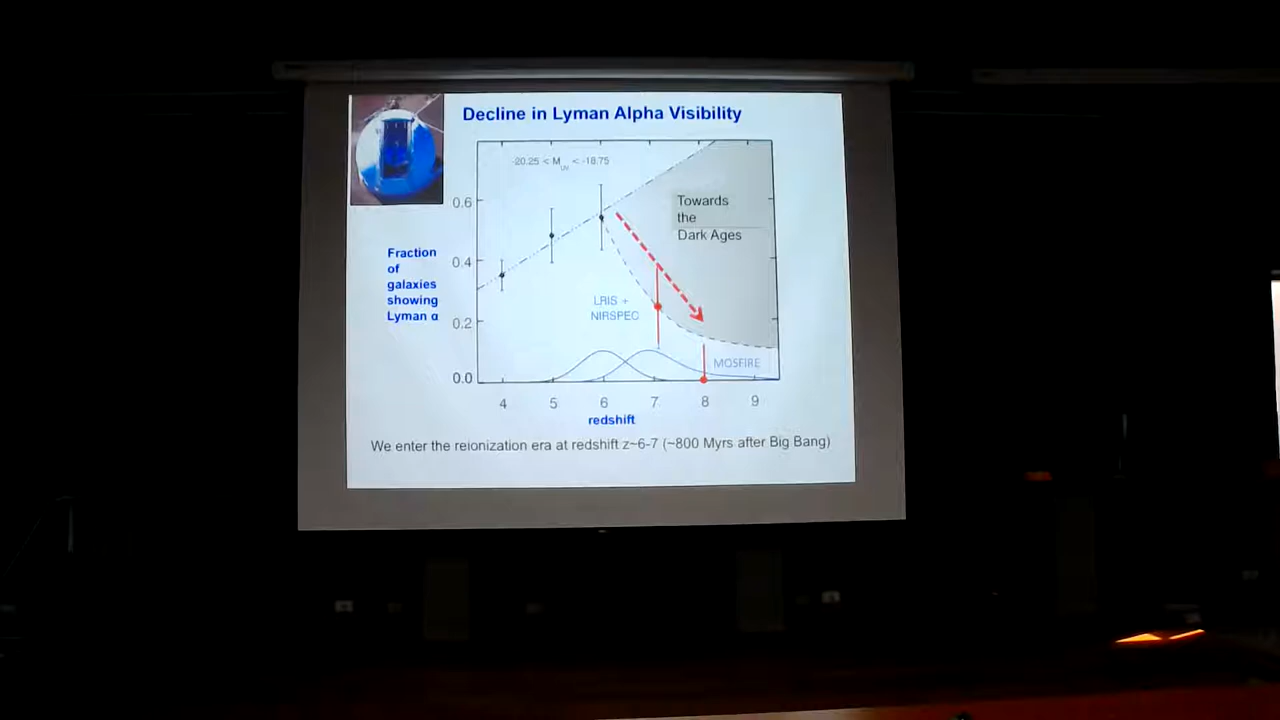 Decline in Lyman Alpha Visibility
-20.25 < M_UV < -18.75
Towards
the
Dark Ages
Fraction
of
galaxies
showing
Lyman α
0.6
0.4
0.2
0.0
LRIS +
NIRSPEC
MOSFIRE
4 5 6 7 8 9
redshift
We enter the reionization era at redshift z~6-7 (~800 Myrs after Big Bang)